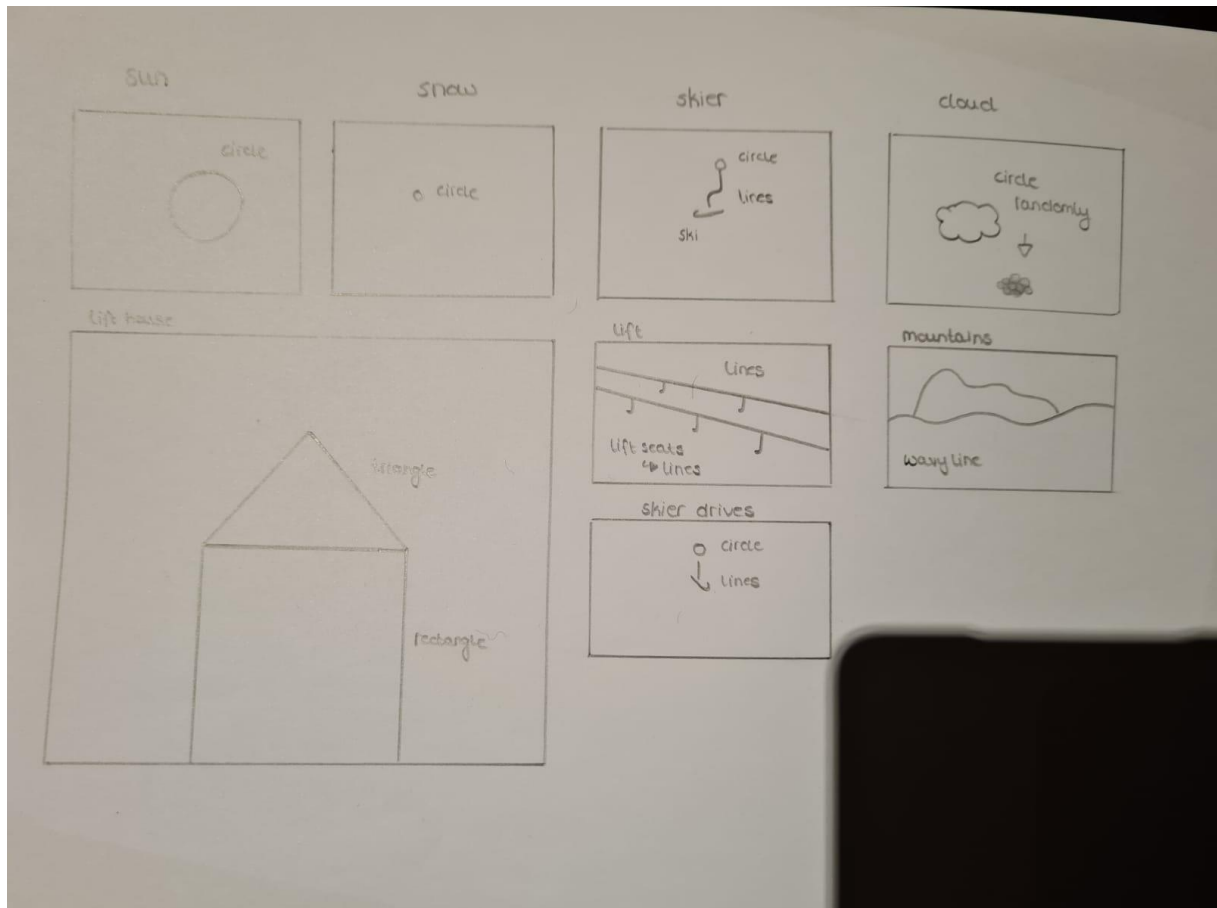 sun
circle
snow
circle
skier
circle
lines
ski
cloud
circle
randomly
lift house
triangle
rectangle
lift
lines
lift seats
lines
mountains
wavy line
skier drives
circle
lines